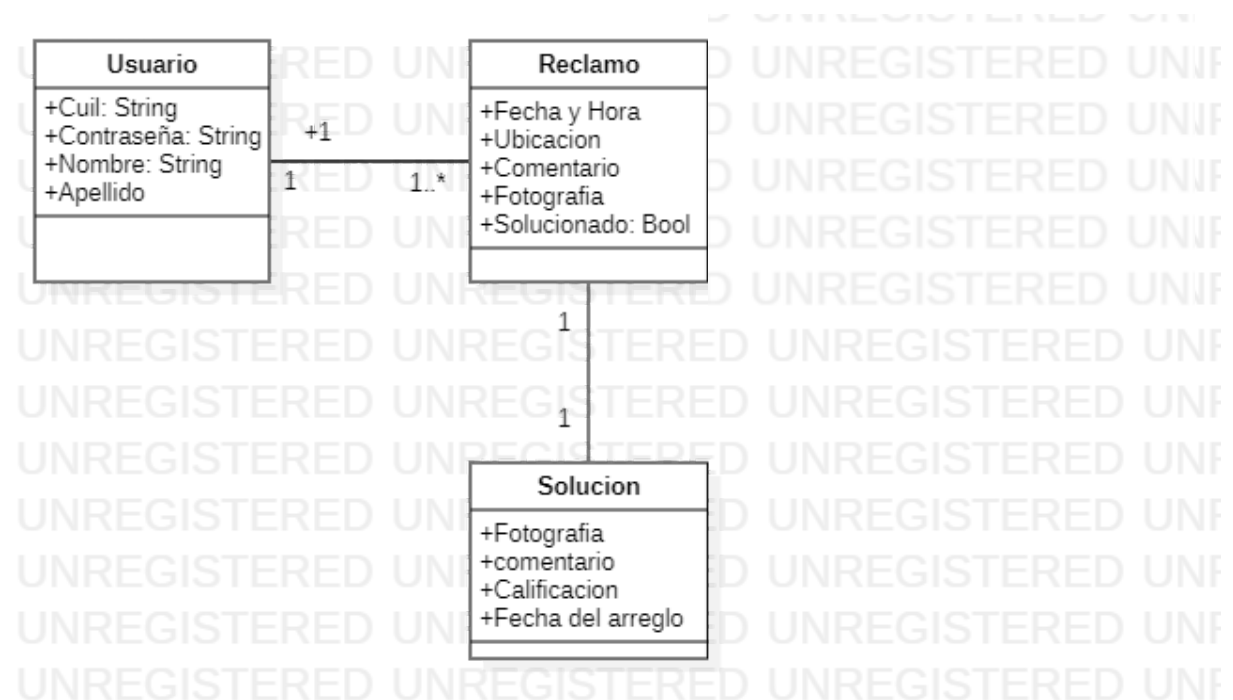 Usuario
+Cuil: String
+Contraseña: String
+Nombre: String
+Apellido
+1
1
1..*
Reclamo
+Fecha y Hora
+Ubicacion
+Comentario
+Fotografia
+Solucionado: Bool
1
1
Solucion
+Fotografia
+comentario
+Calificacion
+Fecha del arreglo
UNREGISTERED UNREGISTERED UNREGISTERED